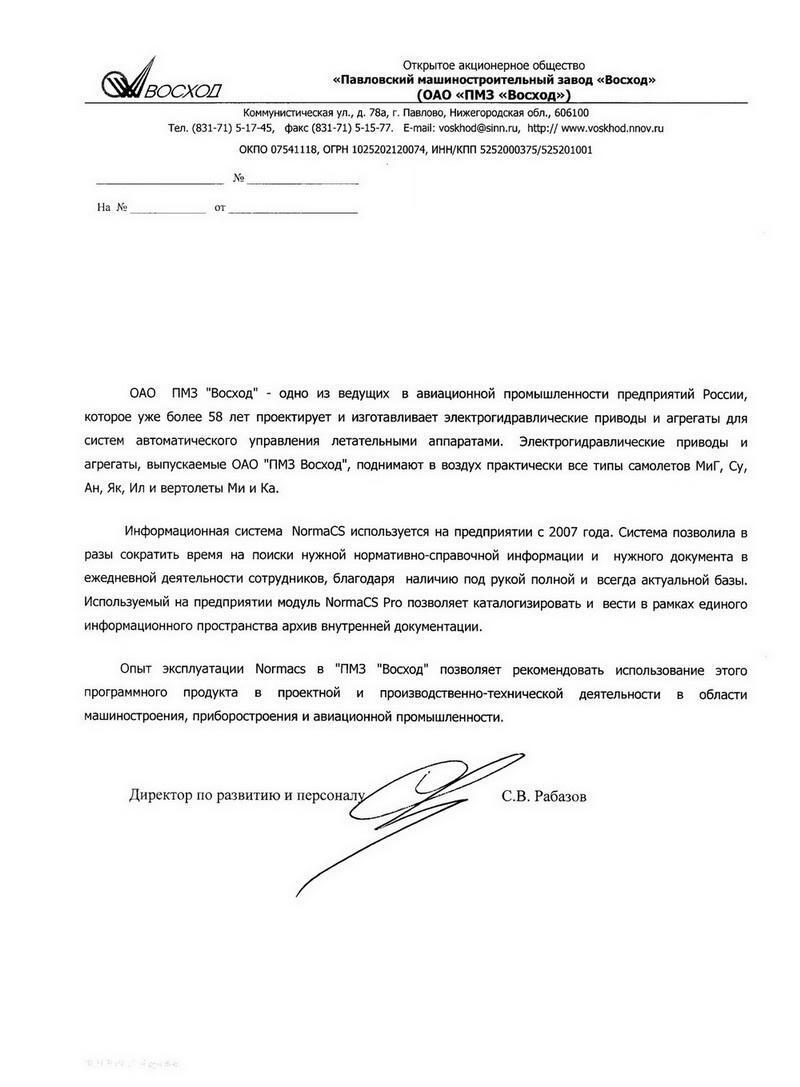 ВОСХОД
Открытое акционерное общество
«Павловский машиностроительный завод «Восход»
(ОАО «ПМЗ «Восход»)
Коммунистическая ул., д. 78а, г. Павлово, Нижегородская обл., 606100
Тел. (831-71) 5-17-45, факс (831-71) 5-15-77. E-mail: voskhod@sinn.ru, http:// www.voskhod.nnov.ru
ОКПО 07541118, ОГРН 1025202120074, ИНН/КПП 5252000375/525201001
____________ № ____________
На № ____________ от ____________
ОАО ПМЗ "Восход" - одно из ведущих в авиационной промышленности предприятий России,
которое уже более 58 лет проектирует и изготавливает электрогидравлические приводы и агрегаты для
систем автоматического управления летательными аппаратами. Электрогидравлические приводы и
агрегаты, выпускаемые ОАО "ПМЗ Восход", поднимают в воздух практически все типы самолетов МиГ, Су,
Ан, Як, Ил и вертолеты Ми и Ка.
Информационная система NormaCS используется на предприятии с 2007 года. Система позволила в
разы сократить время на поиски нужной нормативно-справочной информации и нужного документа в
ежедневной деятельности сотрудников, благодаря наличию под рукой полной и всегда актуальной базы.
Используемый на предприятии модуль NormaCS Pro позволяет каталогизировать и вести в рамках единого
информационного пространства архив внутренней документации.
Опыт эксплуатации Normacs в "ПМЗ "Восход" позволяет рекомендовать использование этого
программного продукта в проектной и производственно-технической деятельности в области
машиностроения, приборостроения и авиационной промышленности.
Директор по развитию и персоналу С.В. Рабазов